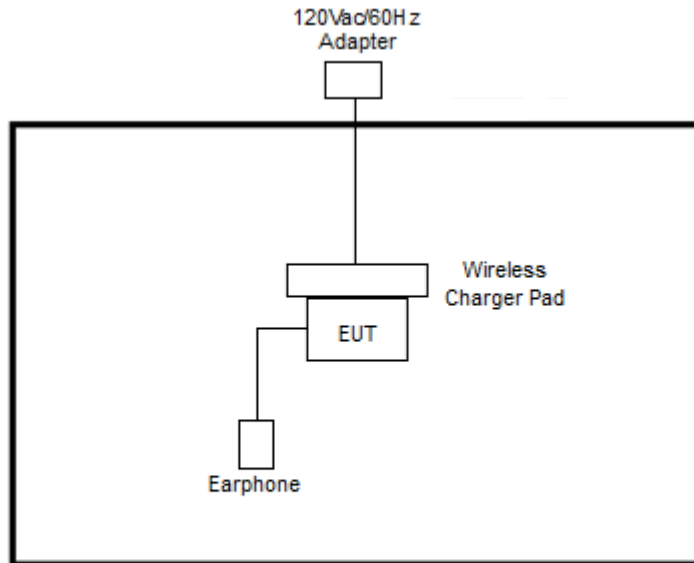 120Vac/60Hz
Adapter
Wireless
Charger Pad
EUT
Earphone